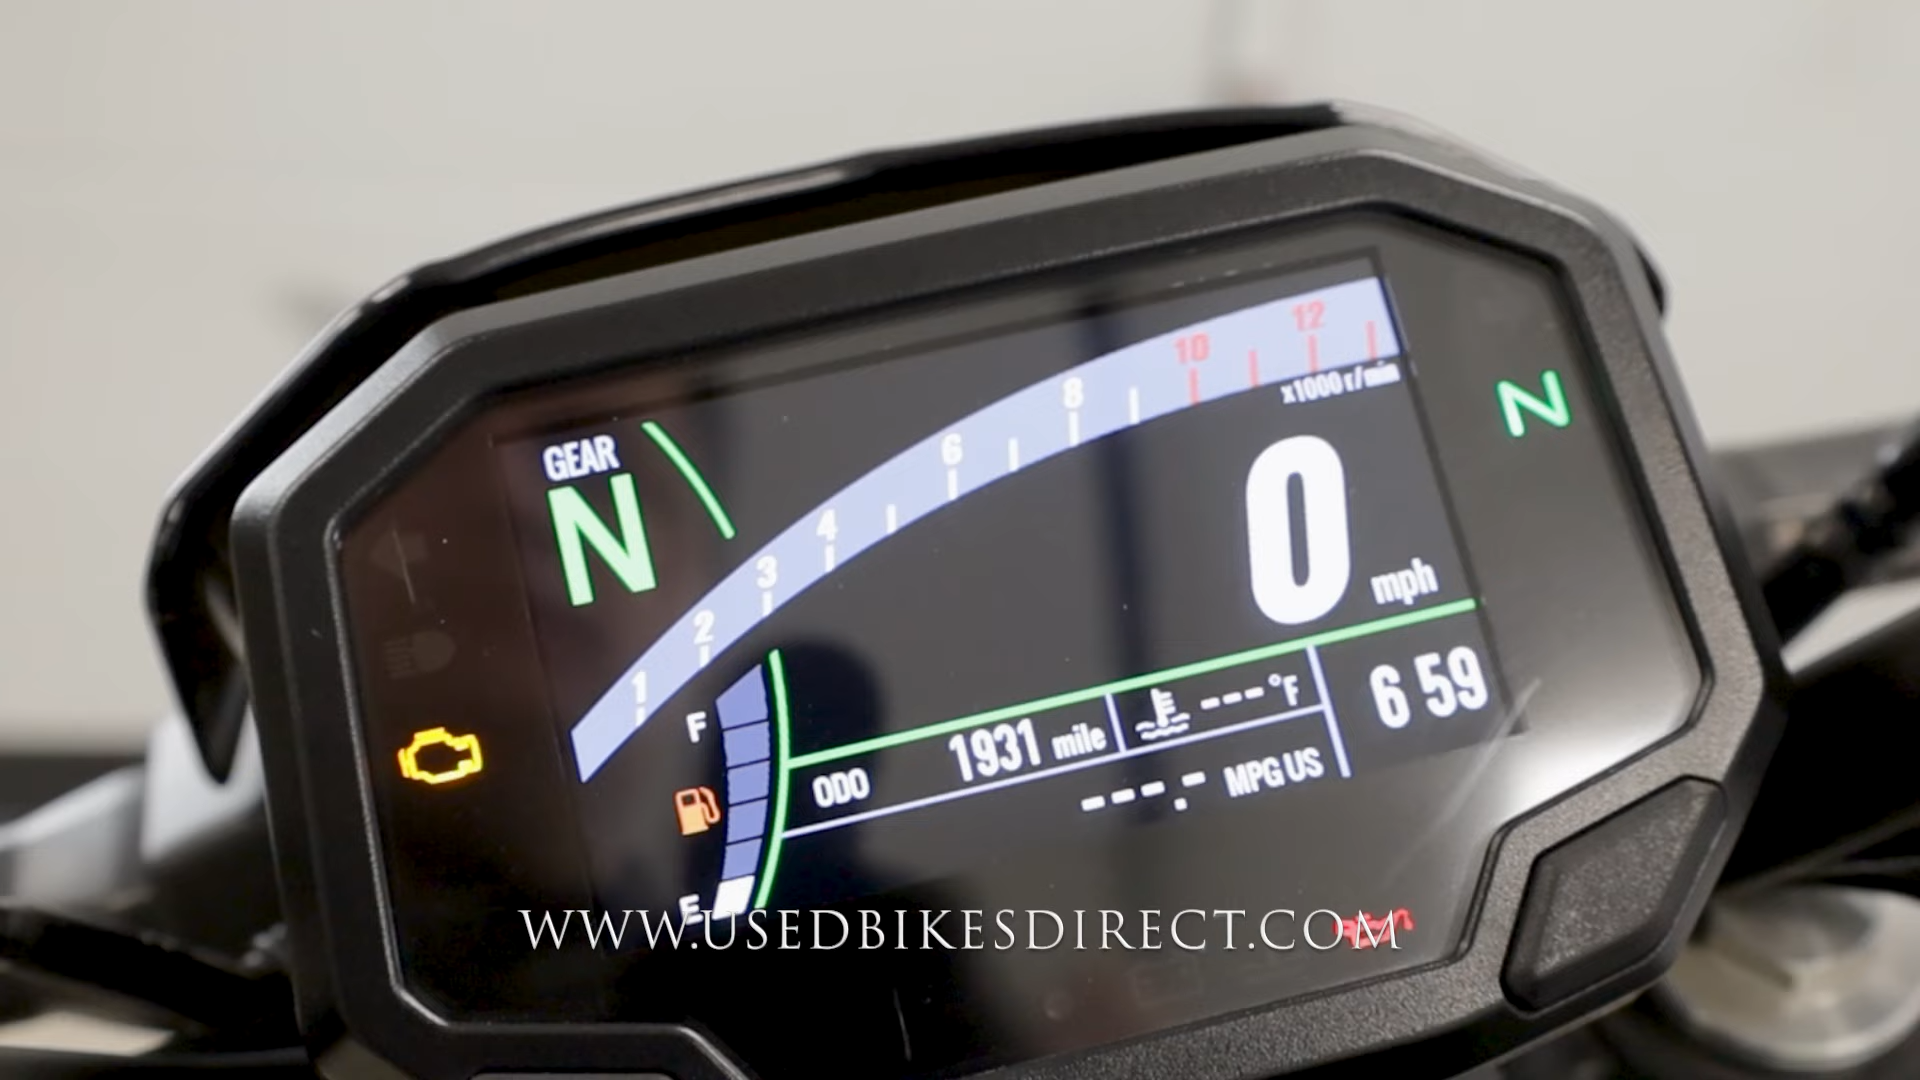 GEAR
N
1 2 3 4 6 8 10 12
x1000 r/min
N
0 mph
F
E
ODO 1931 mile
---°F
6 59
---.- MPG US
WWW.USEDBIKESDIRECT.COM